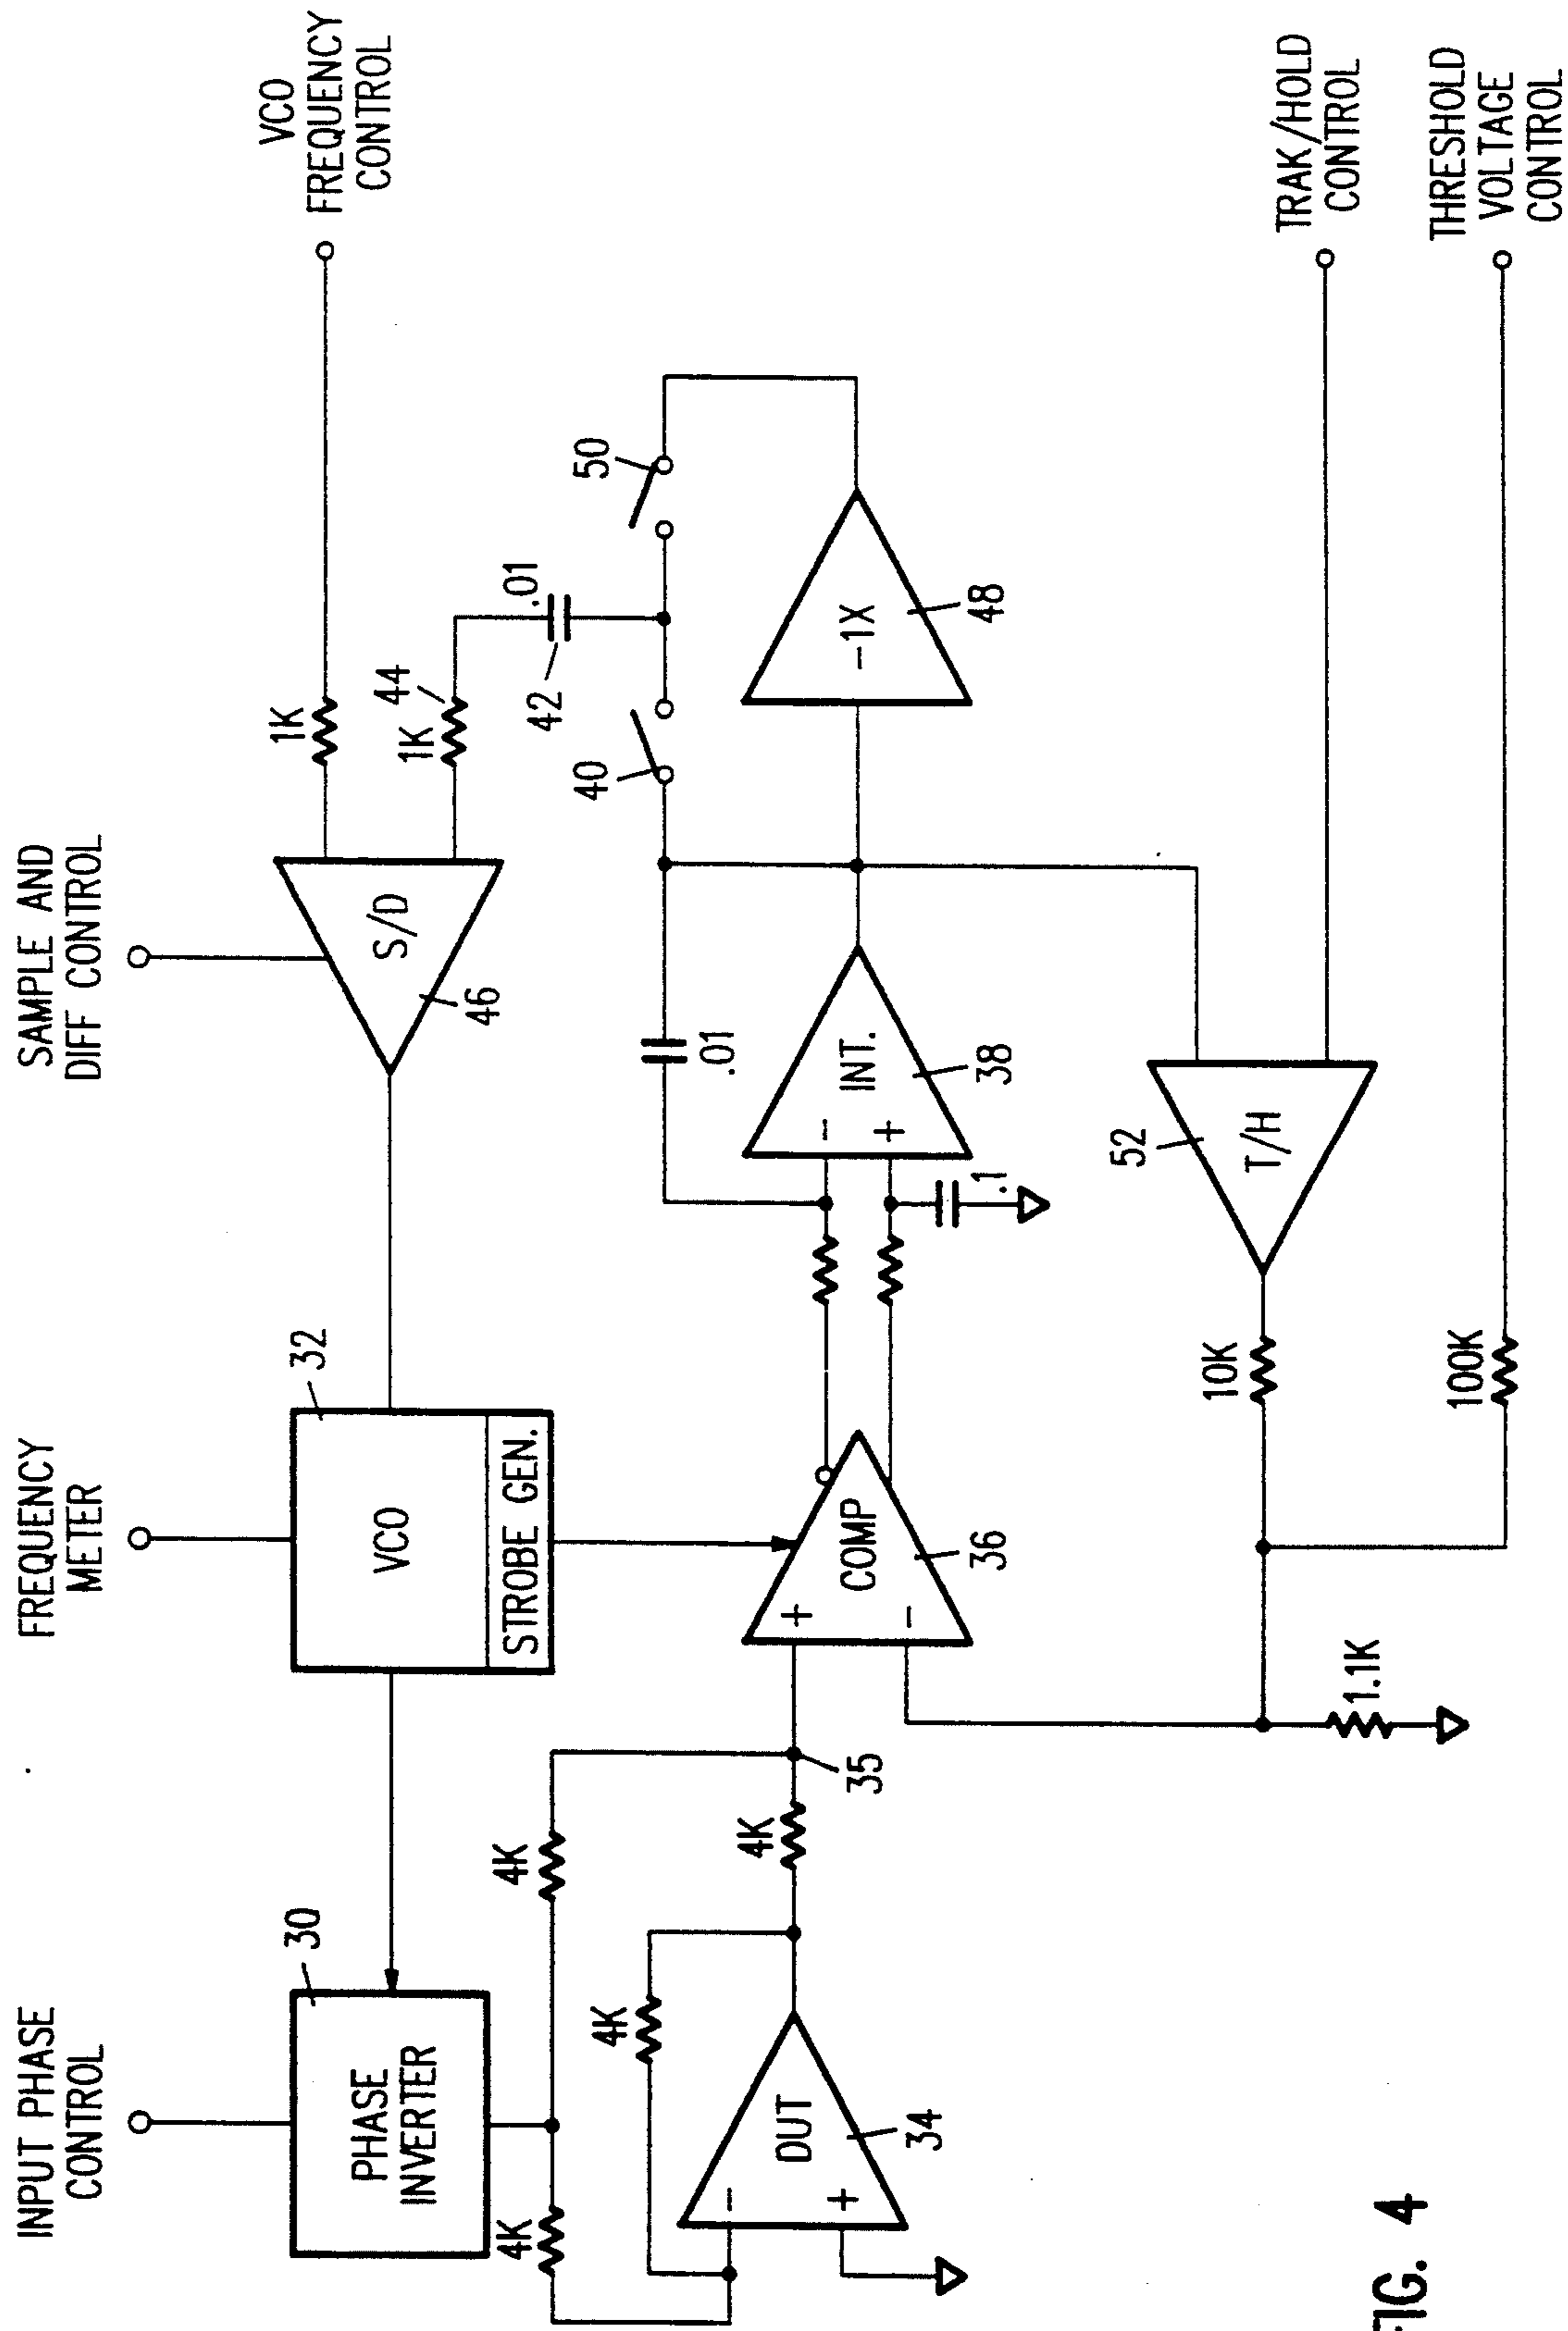 INPUT PHASE
CONTROL
FREQUENCY
METER
SAMPLE AND
DIFF CONTROL
VCO
FREQUENCY
CONTROL
30
PHASE
INVERTER
32
VCO
STROBE GEN.
S/D
46
1K
1K
44
.01
42
40
50
4K
4K
4K
4K
DUT
-
+
34
35
+
-
COMP
36
.01
-
+
INT.
38
.1
-1X
48
52
T/H
10K
100K
1.1K
TRAK/HOLD
CONTROL
THRESHOLD
VOLTAGE
CONTROL
FIG. 4